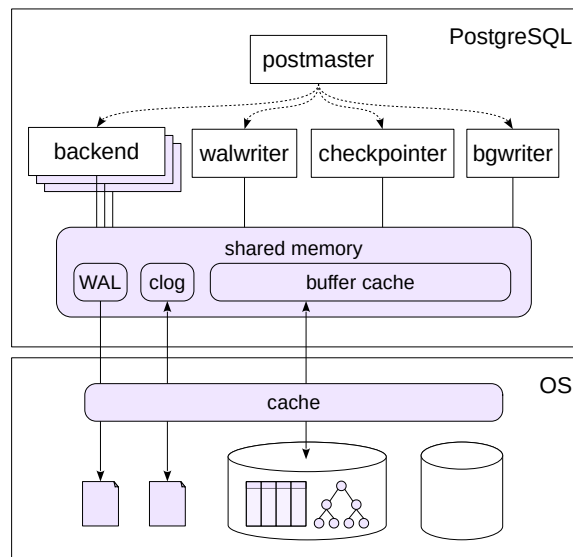 PostgreSQL
postmaster
backend
walwriter
checkpointer
bgwriter
shared memory
WAL
clog
buffer cache
OS
cache